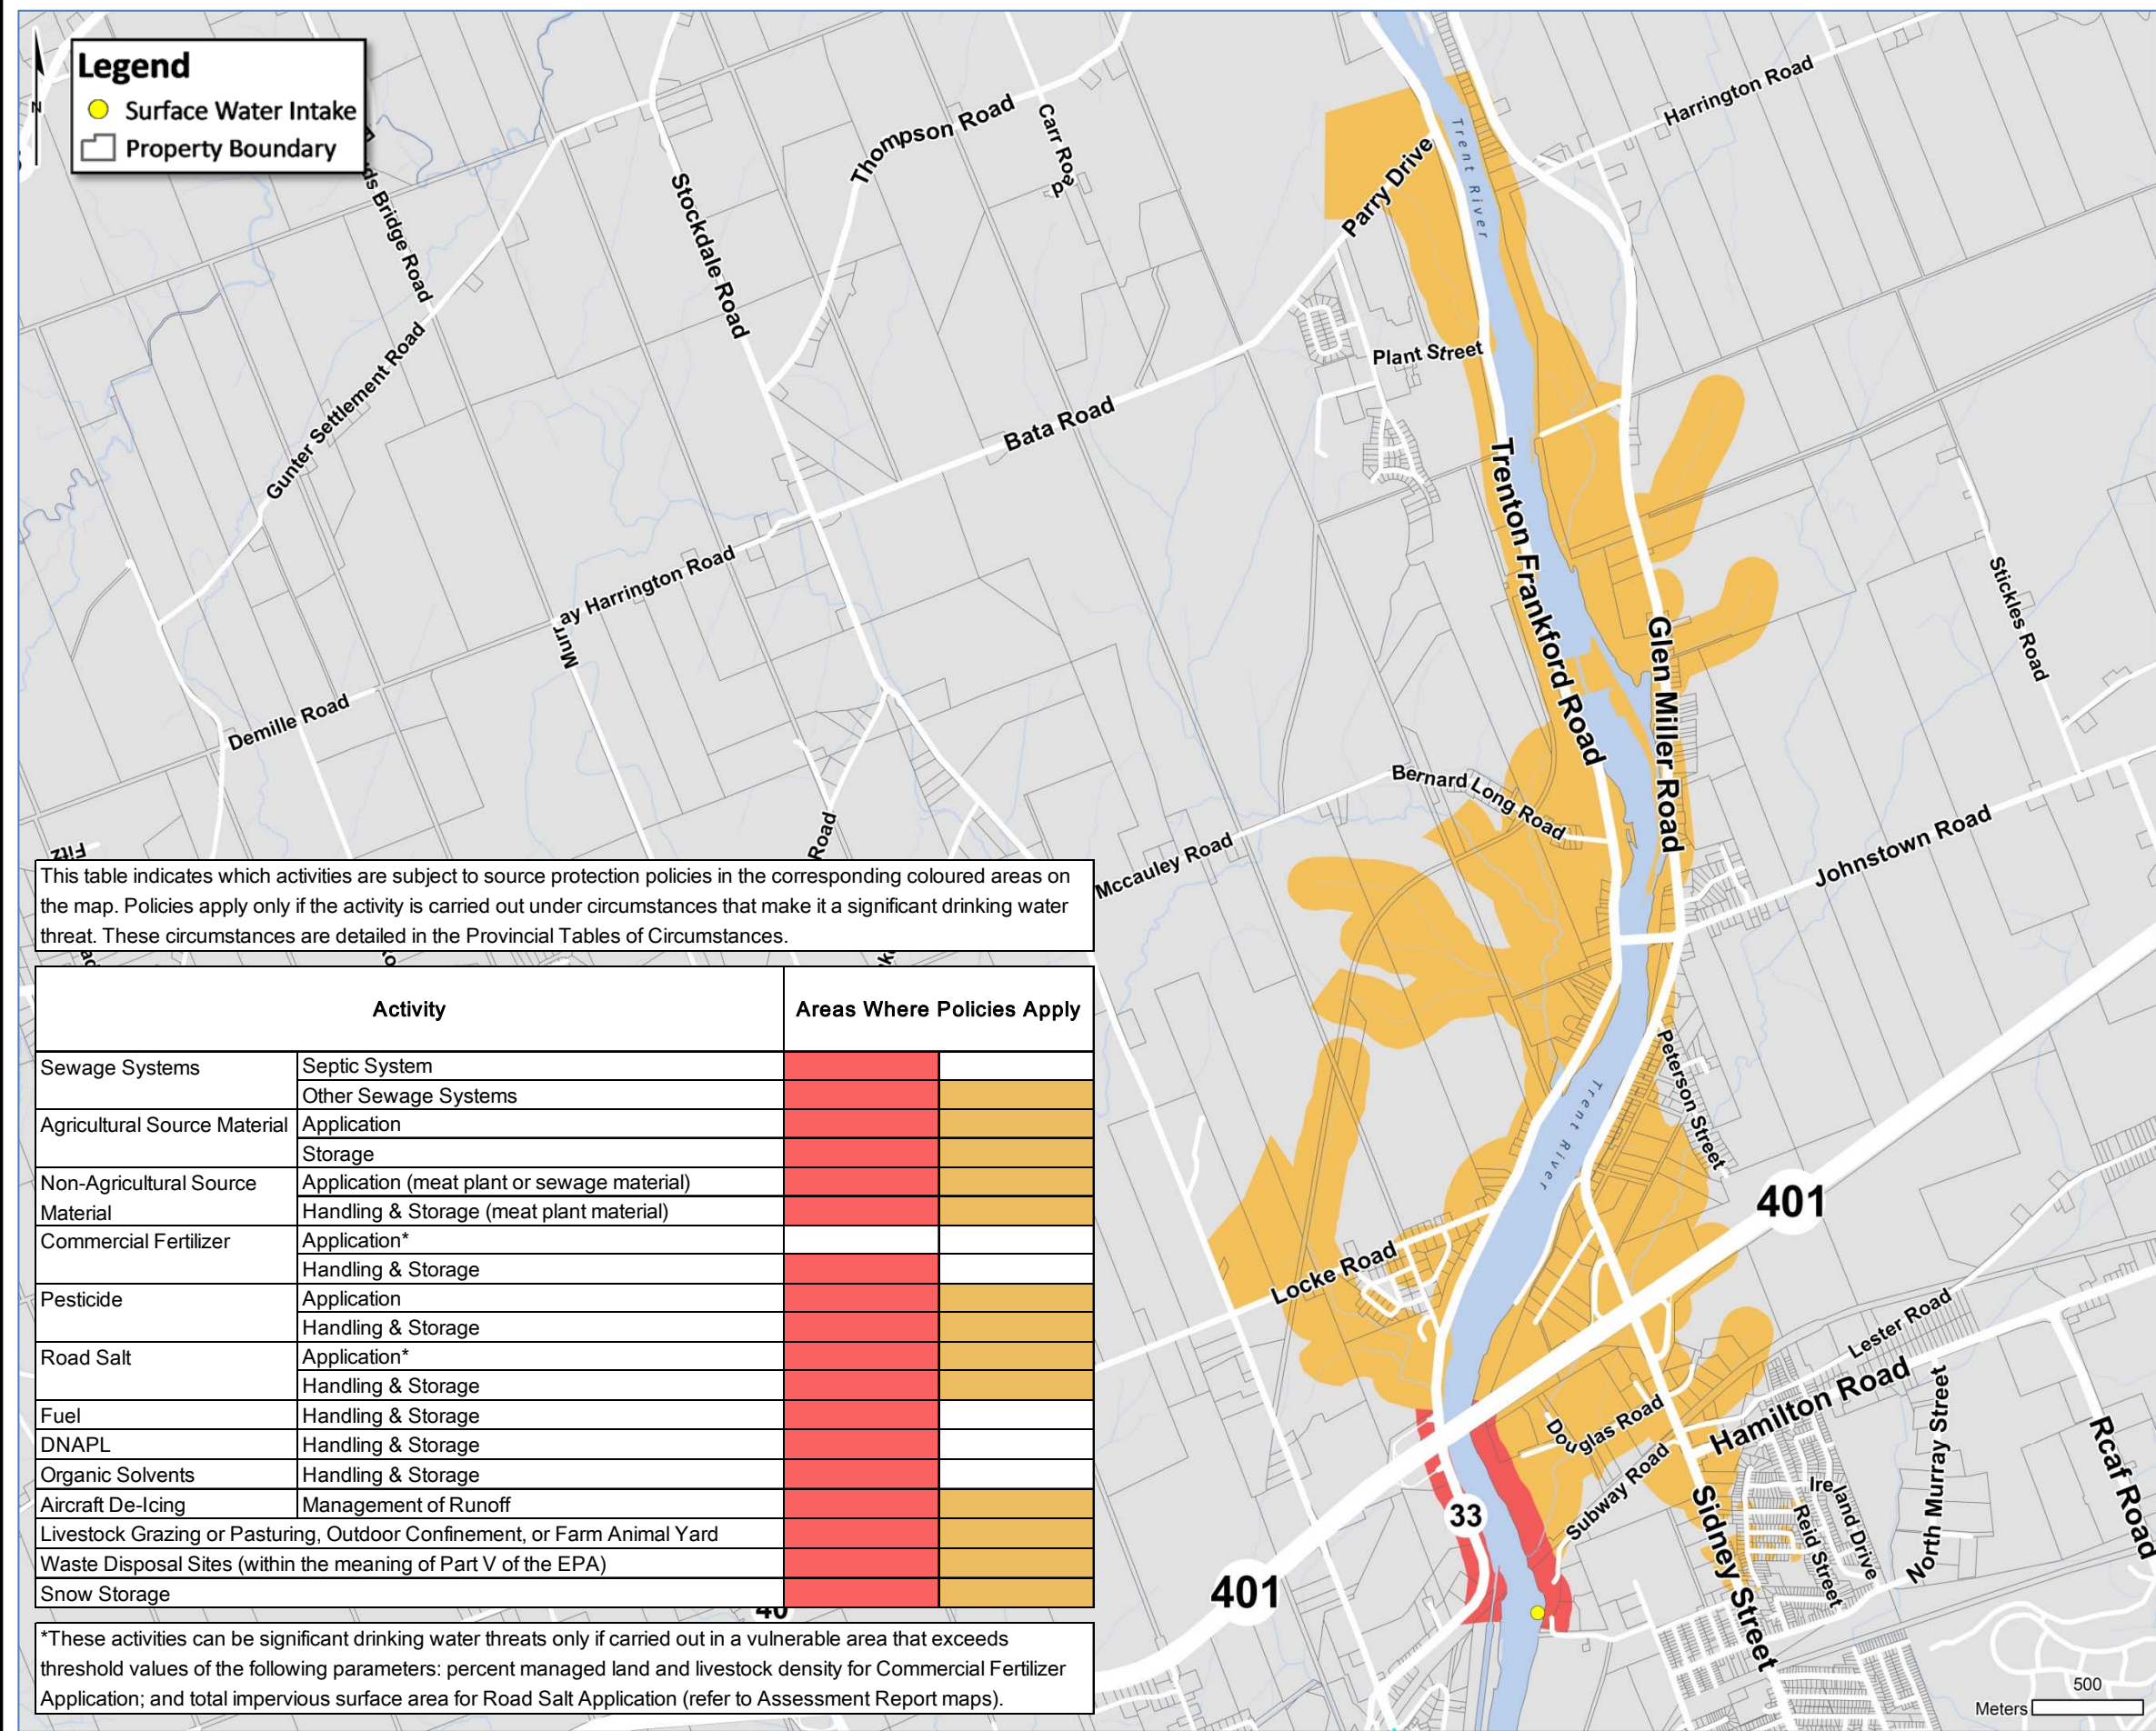 Legend
N
Surface Water Intake
Property Boundary
ds Bridge Road
Stockdale Road
Thompson Road
Carr Road
Harrington Road
Parry Drive
Trent River
Gunter Settlement Road
Plant Street
Bata Road
Trenton Frankford Road
Murray Harrington Road
Stickles Road
Glen Miller Road
Demille Road
Bernard Long Road
Mccauley Road
Johnstown Road
Road
Fitz
This table indicates which activities are subject to source protection policies in the corresponding coloured areas on
the map. Policies apply only if the activity is carried out under circumstances that make it a significant drinking water
threat. These circumstances are detailed in the Provincial Tables of Circumstances.
Activity Areas Where Policies Apply
Sewage Systems Septic System
Other Sewage Systems
Agricultural Source Material Application
Storage
Non-Agricultural Source Material Application (meat plant or sewage material)
Handling & Storage (meat plant material)
Commercial Fertilizer Application*
Handling & Storage
Pesticide Application
Handling & Storage
Road Salt Application*
Handling & Storage
Fuel Handling & Storage
DNAPL Handling & Storage
Organic Solvents Handling & Storage
Aircraft De-Icing Management of Runoff
Livestock Grazing or Pasturing, Outdoor Confinement, or Farm Animal Yard
Waste Disposal Sites (within the meaning of Part V of the EPA)
Snow Storage
*These activities can be significant drinking water threats only if carried out in a vulnerable area that exceeds
threshold values of the following parameters: percent managed land and livestock density for Commercial Fertilizer
Application; and total impervious surface area for Road Salt Application (refer to Assessment Report maps).
Peterson Street
Trent River
401
Locke Road
Lester Road
Hamilton Road
Douglas Road
Subway Road
33
Sidney Street
Ireland Drive
Reid Street
North Murray Street
Rcaf Road
401
500
Meters